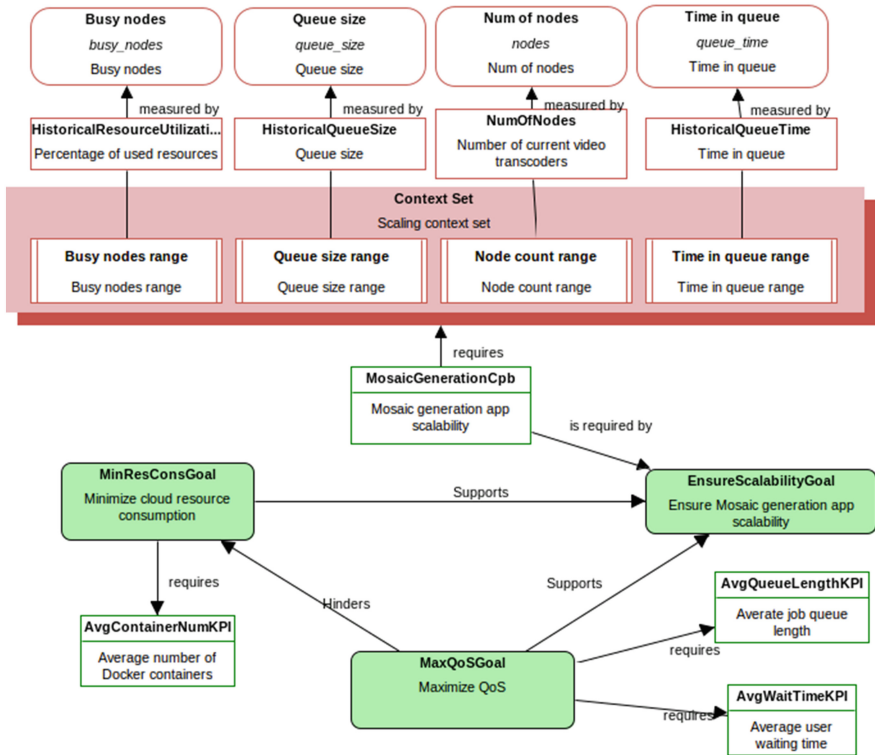 Busy nodes
busy_nodes
Busy nodes
Queue size
queue_size
Queue size
Num of nodes
nodes
Num of nodes
Time in queue
queue_time
Time in queue
measured by
measured by
measured by
measured by
HistoricalResourceUtilizati...
Percentage of used resources
HistoricalQueueSize
Queue size
NumOfNodes
Number of current video
transcoders
HistoricalQueueTime
Time in queue
Context Set
Scaling context set
Busy nodes range
Busy nodes range
Queue size range
Queue size range
Node count range
Node count range
Time in queue range
Time in queue range
requires
MosaicGenerationCpb
Mosaic generation app
scalability
is required by
MinResConsGoal
Minimize cloud resource
consumption
Supports
EnsureScalabilityGoal
Ensure Mosaic generation app
scalability
requires
Hinders
Supports
AvgContainerNumKPI
Average number of
Docker containers
MaxQoSGoal
Maximize QoS
AvgQueueLengthKPI
Averate job queue
length
requires
requires
AvgWaitTimeKPI
Average user
waiting time